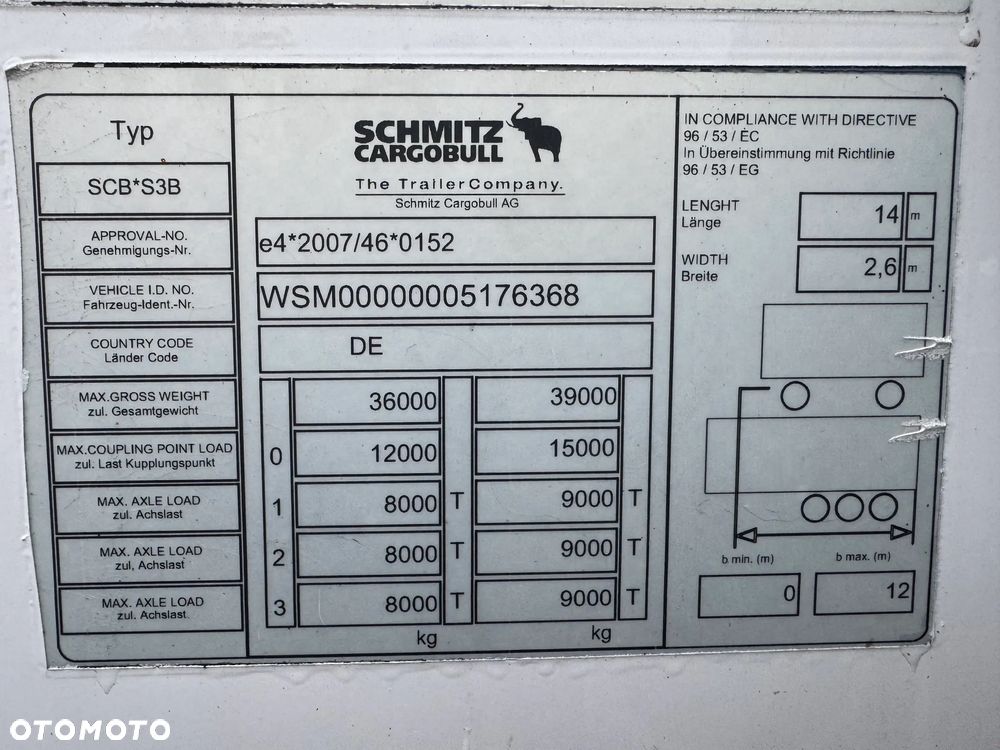 Typ
SCB*S3B
APPROVAL-NO.
Genehmigungs-Nr.
VEHICLE I.D. NO.
Fahrzeug-Ident.-Nr.
COUNTRY CODE
Länder Code
MAX.GROSS WEIGHT
zul. Gesamtgewicht
MAX.COUPLING POINT LOAD
zul. Last Kupplungspunkt
MAX. AXLE LOAD
zul. Achslast
MAX. AXLE LOAD
zul, Achslast
MAX. AXLE LOAD
zul. Achslast
SCHMITZ
CARGOBULL
The Trailer Company.
Schmitz Cargobull AG
e4*2007/46*0152
WSM00000005176368
DE
36000 39000
0 12000 15000
1 8000 T 9000 T
2 8000 T 9000 T
3 8000 T 9000 T
kg kg
IN COMPLIANCE WITH DIRECTIVE
96 / 53 / EC
In Übereinstimmung mit Richtlinie
96 / 53 / EG
LENGHT
Länge
14 m
WIDTH
Breite
2,6 m
b min. (m) b max. (m)
0 12
OTOMOTO